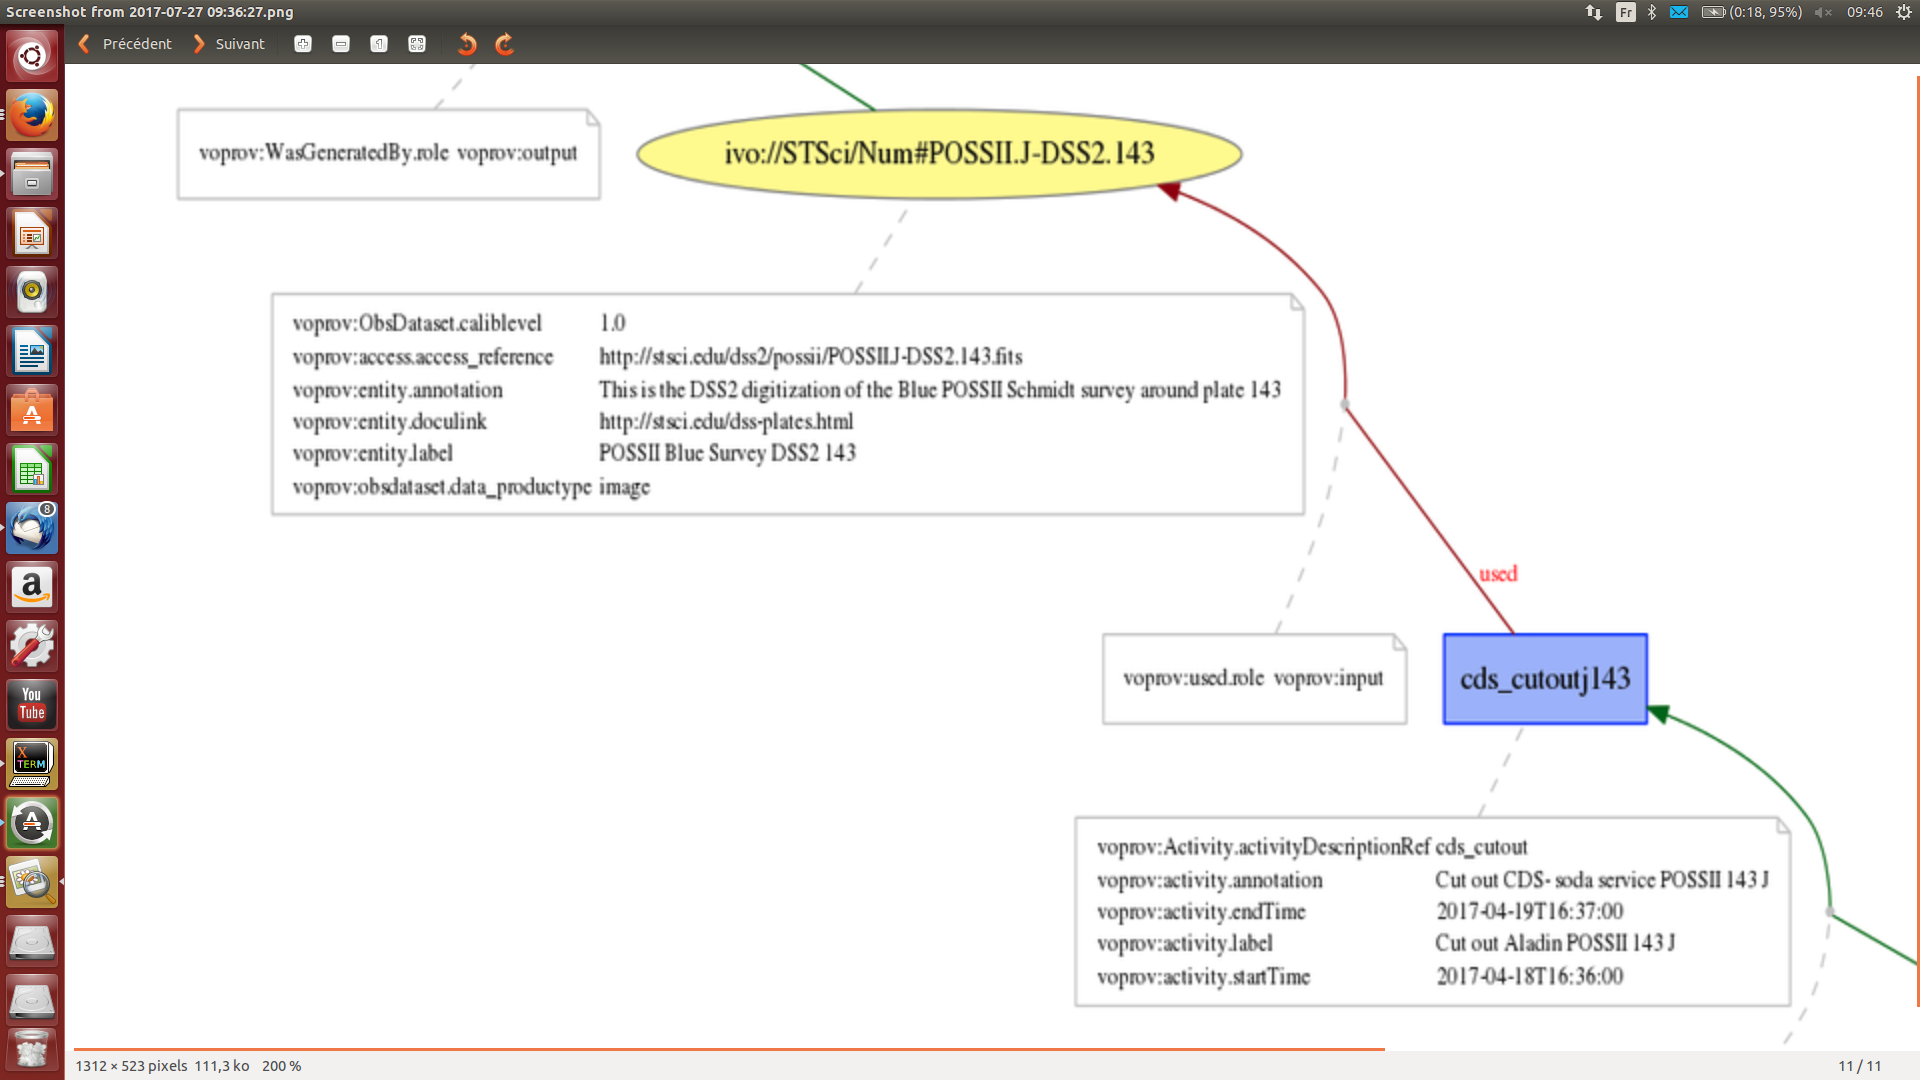 Screenshot from 2017-07-27 09:36:27.png
Fr (0:18, 95%) 09:46
Précédent Suivant
voprov:WasGeneratedBy.role voprov:output
ivo://STSci/Num#POSSII.J-DSS2.143
voprov:ObsDataset.caliblevel 1.0
voprov:access.access_reference http://stsci.edu/dss2/possii/POSSII.J-DSS2.143.fits
voprov:entity.annotation This is the DSS2 digitization of the Blue POSSII Schmidt survey around plate 143
voprov:entity.doculink http://stsci.edu/dss-plates.html
voprov:entity.label POSSII Blue Survey DSS2 143
voprov:obsdataset.data_productype image
used
voprov:used.role voprov:input
cds_cutoutj143
voprov:Activity.activityDescriptionRef cds_cutout
voprov:activity.annotation Cut out CDS- soda service POSSII 143 J
voprov:activity.endTime 2017-04-19T16:37:00
voprov:activity.label Cut out Aladin POSSII 143 J
voprov:activity.startTime 2017-04-18T16:36:00
8
a
You
Tube
X
TERM
A
1312 × 523 pixels 111,3 ko 200 %
11 / 11